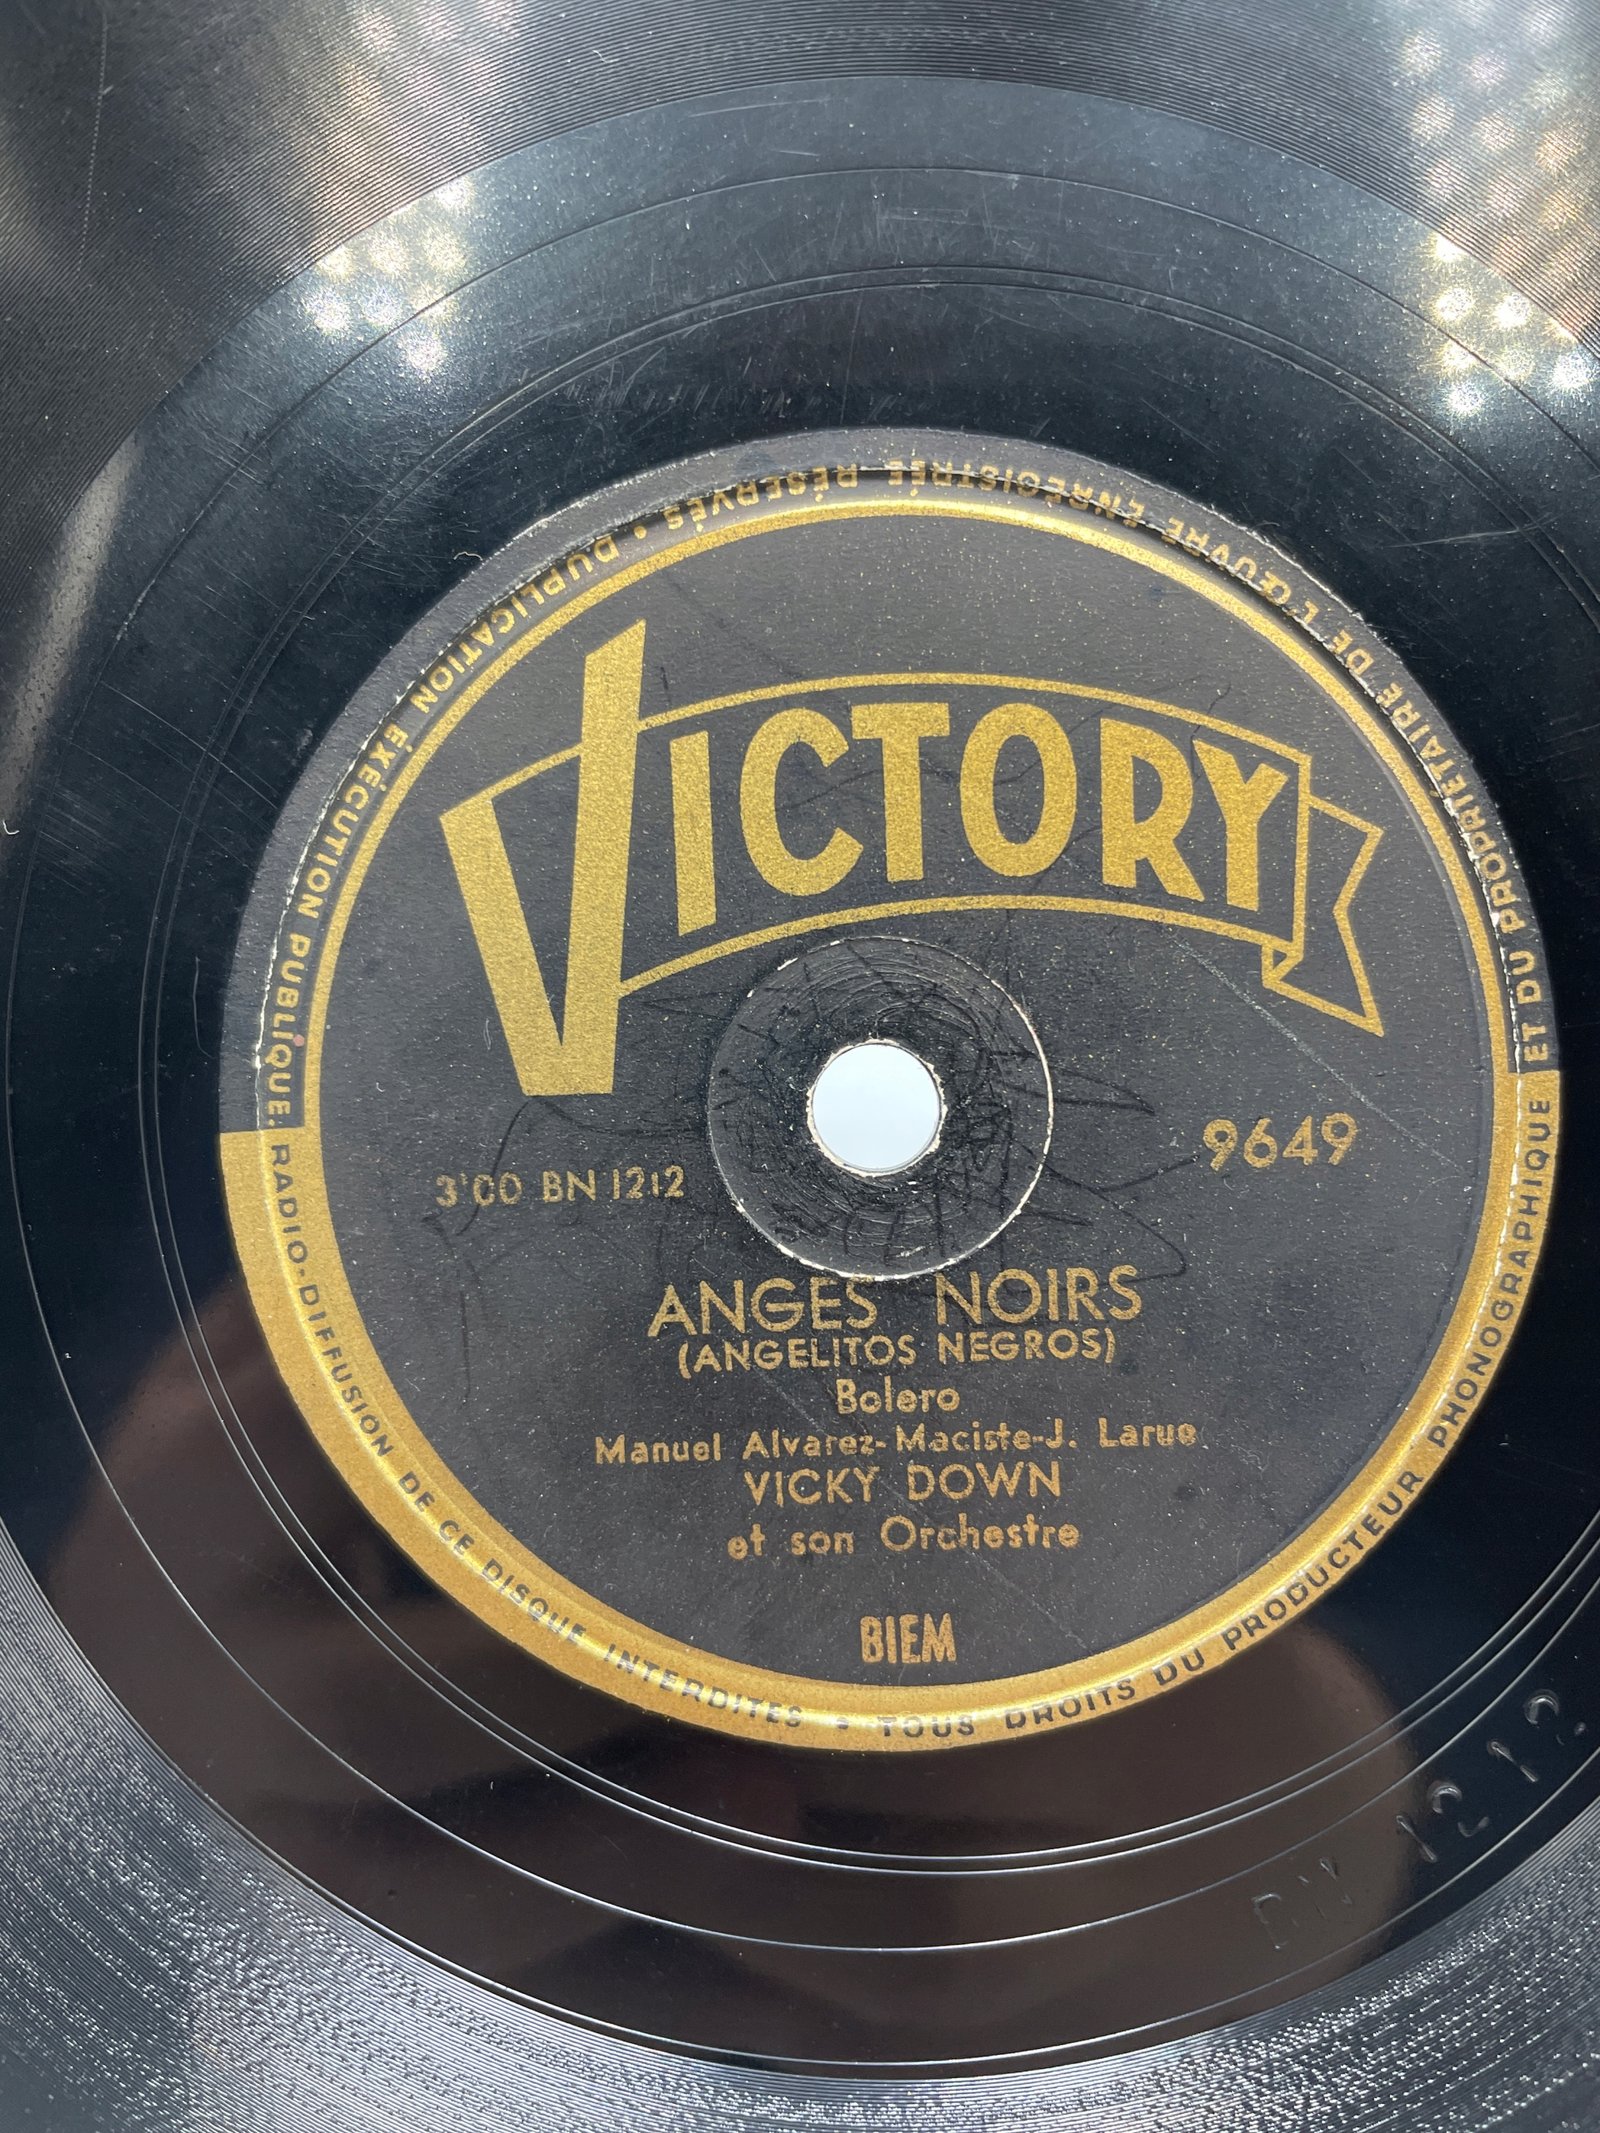 VICTORY
3'00 BN 1212
9649
ANGES NOIRS
(ANGELITOS NEGROS)
Bolero
Manuel Alvarez-Maciste-J. Larue
VICKY DOWN
et son Orchestre
BIEM
• TOUS DROITS DU PRODUCTEUR PHONOGRAPHIQUE ET DU PROPRIÉTAIRE DE L'ŒUVRE ENREGISTRÉE RÉSERVÉS • DUPLICATION EXÉCUTION PUBLIQUE. RADIO-DIFFUSION DE CE DISQUE INTERDITES
1212